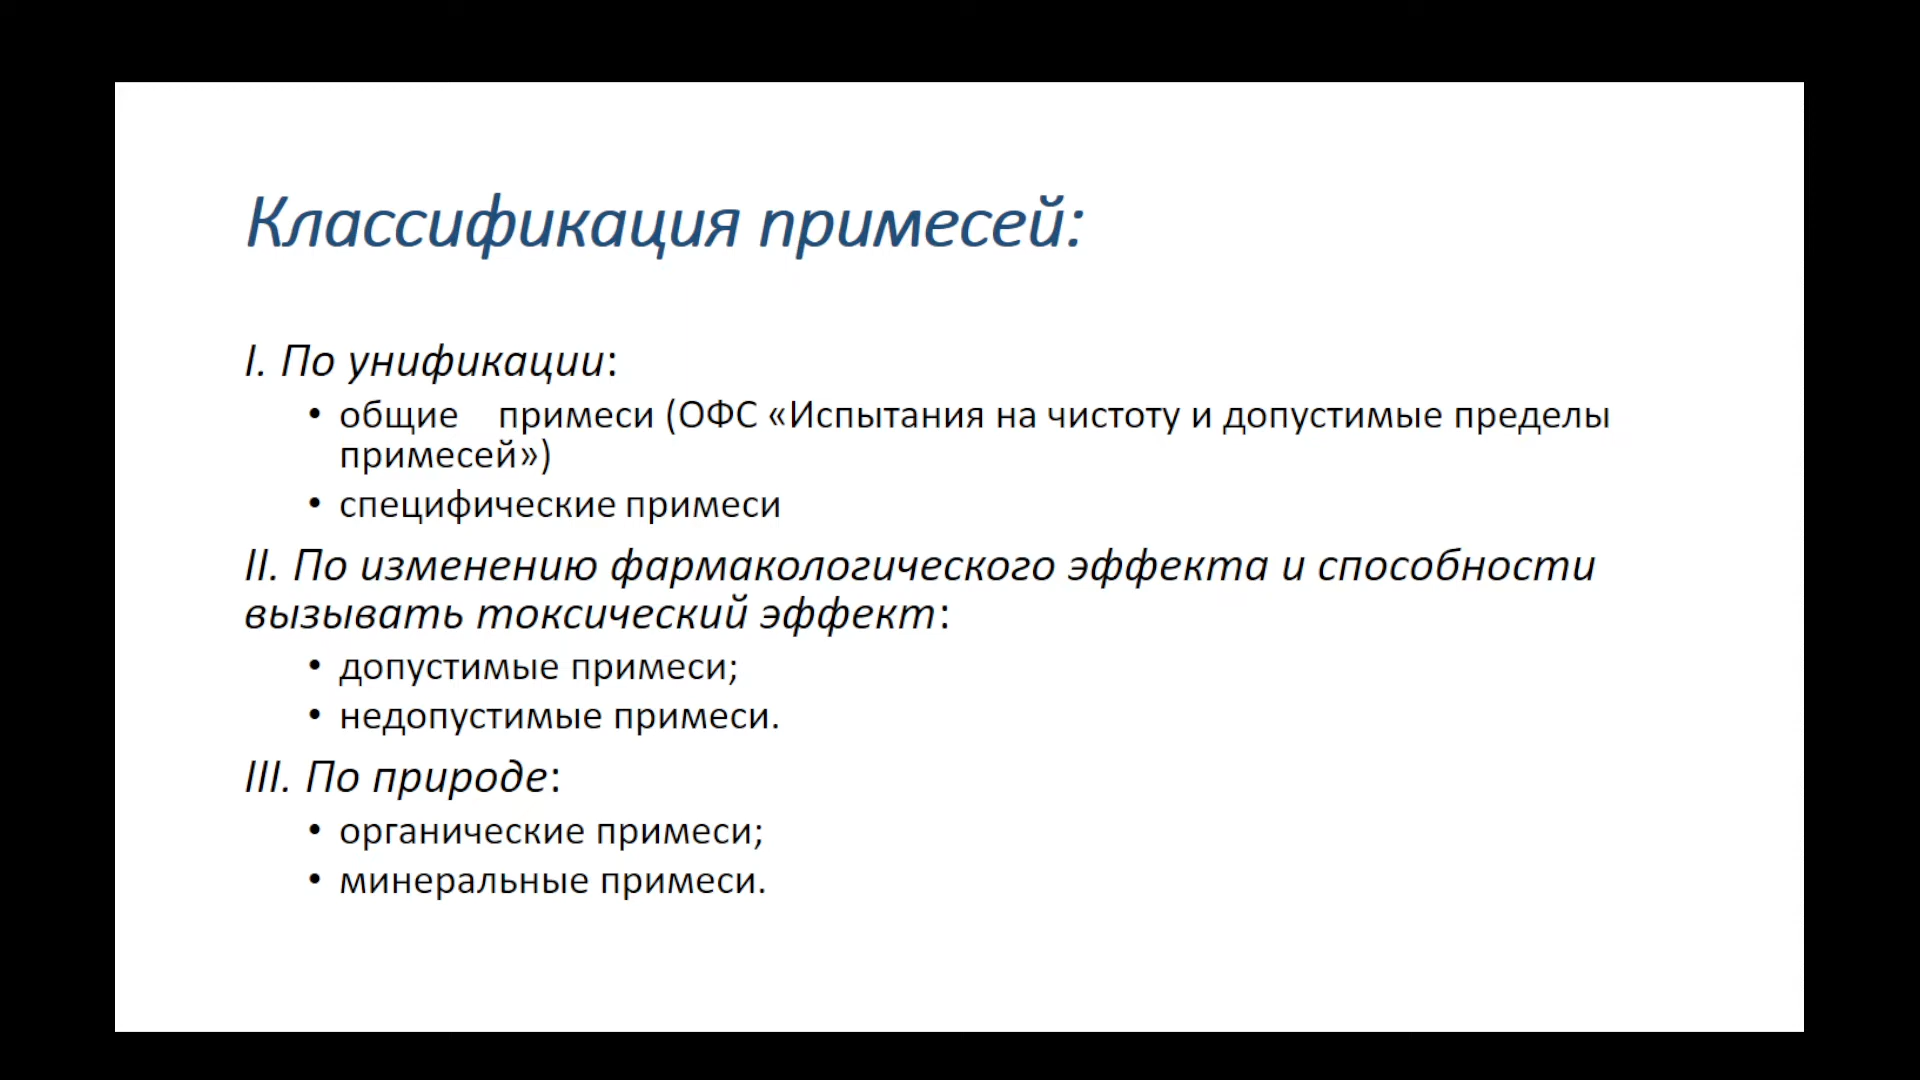 Классификация примесей:
I. По унификации:
• общие примеси (ОФС «Испытания на чистоту и допустимые пределы
примесей»)
• специфические примеси
II. По изменению фармакологического эффекта и способности
вызывать токсический эффект:
• допустимые примеси;
• недопустимые примеси.
III. По природе:
• органические примеси;
• минеральные примеси.